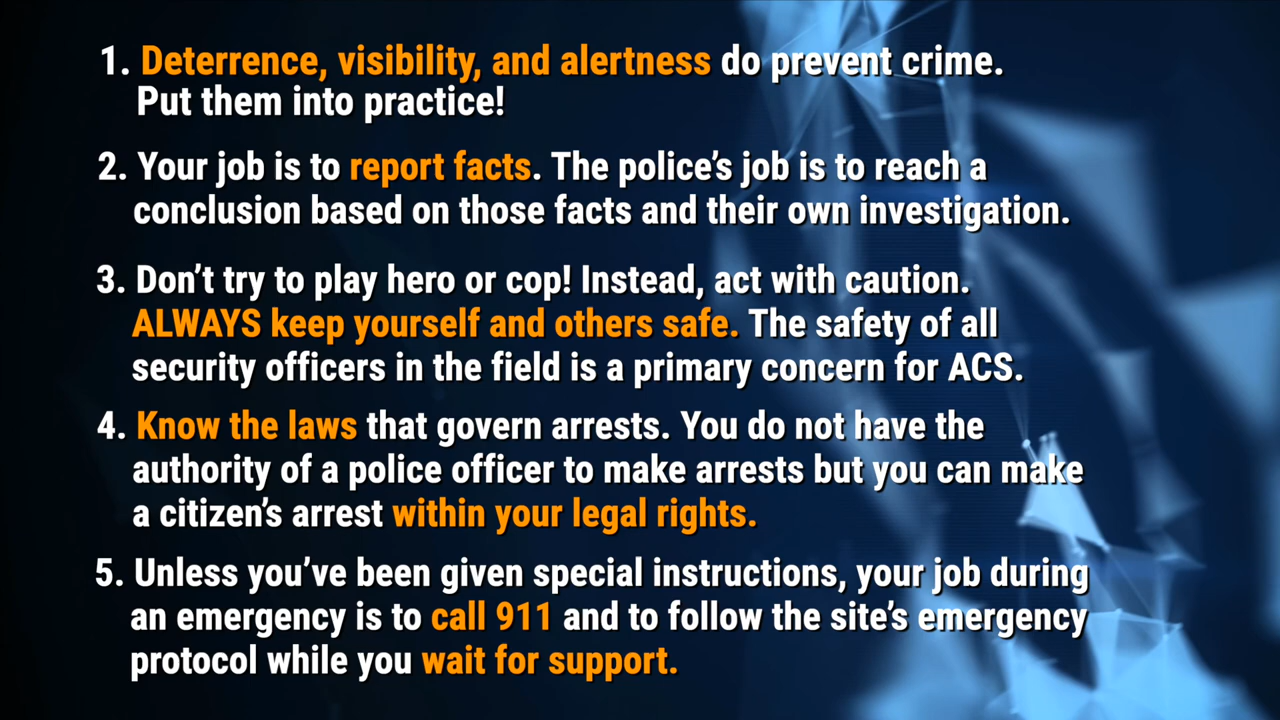 1. Deterrence, visibility, and alertness do prevent crime.
Put them into practice!
2. Your job is to report facts. The police's job is to reach a
conclusion based on those facts and their own investigation.
3. Don't try to play hero or cop! Instead, act with caution.
ALWAYS keep yourself and others safe. The safety of all
security officers in the field is a primary concern for ACS.
4. Know the laws that govern arrests. You do not have the
authority of a police officer to make arrests but you can make
a citizen's arrest within your legal rights.
5. Unless you've been given special instructions, your job during
an emergency is to call 911 and to follow the site's emergency
protocol while you wait for support.